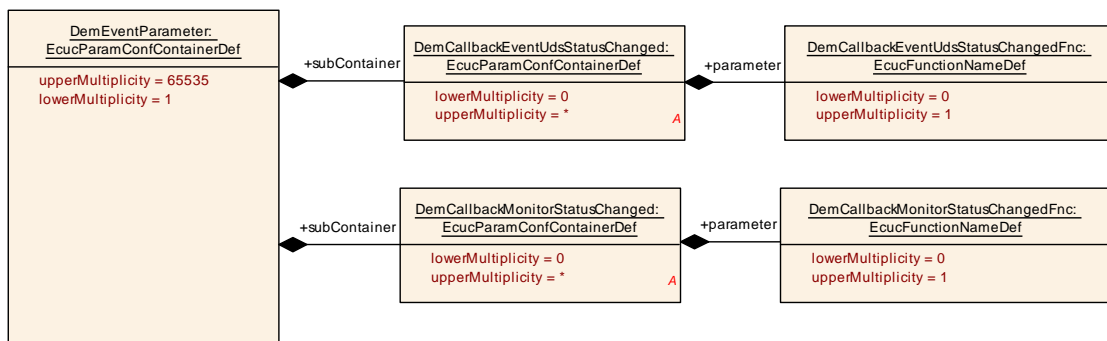 DemEventParameter:
EcucParamConfContainerDef
upperMultiplicity = 65535
lowerMultiplicity = 1
+subContainer
DemCallbackEventUdsStatusChanged:
EcucParamConfContainerDef
lowerMultiplicity = 0
upperMultiplicity = *
A
+parameter
DemCallbackEventUdsStatusChangedFnc:
EcucFunctionNameDef
lowerMultiplicity = 0
upperMultiplicity = 1
+subContainer
DemCallbackMonitorStatusChanged:
EcucParamConfContainerDef
lowerMultiplicity = 0
upperMultiplicity = *
A
+parameter
DemCallbackMonitorStatusChangedFnc:
EcucFunctionNameDef
lowerMultiplicity = 0
upperMultiplicity = 1